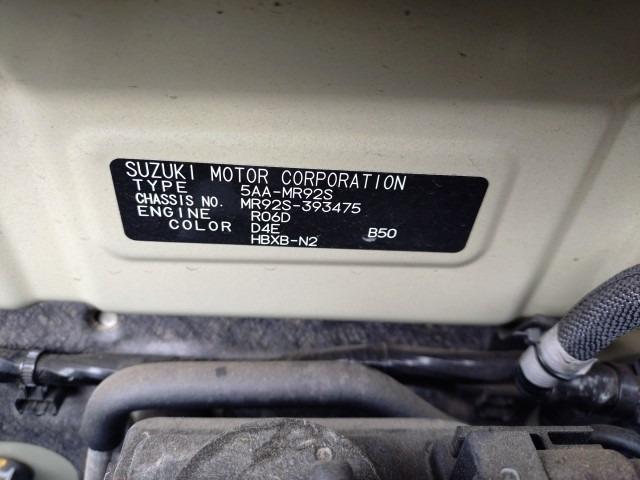 SUZUKI MOTOR CORPORATION
TYPE 5AA-MR92S
CHASSIS NO. MR92S-393475
ENGINE R06D
COLOR D4E B50
HBXB-N2